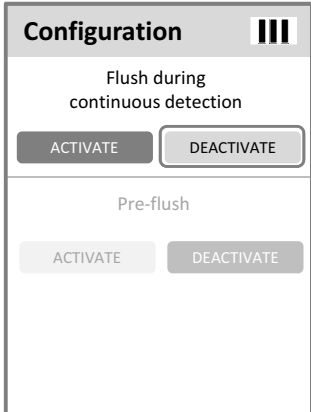 Configuration
Flush during
continuous detection
ACTIVATE DEACTIVATE
Pre-flush
ACTIVATE DEACTIVATE